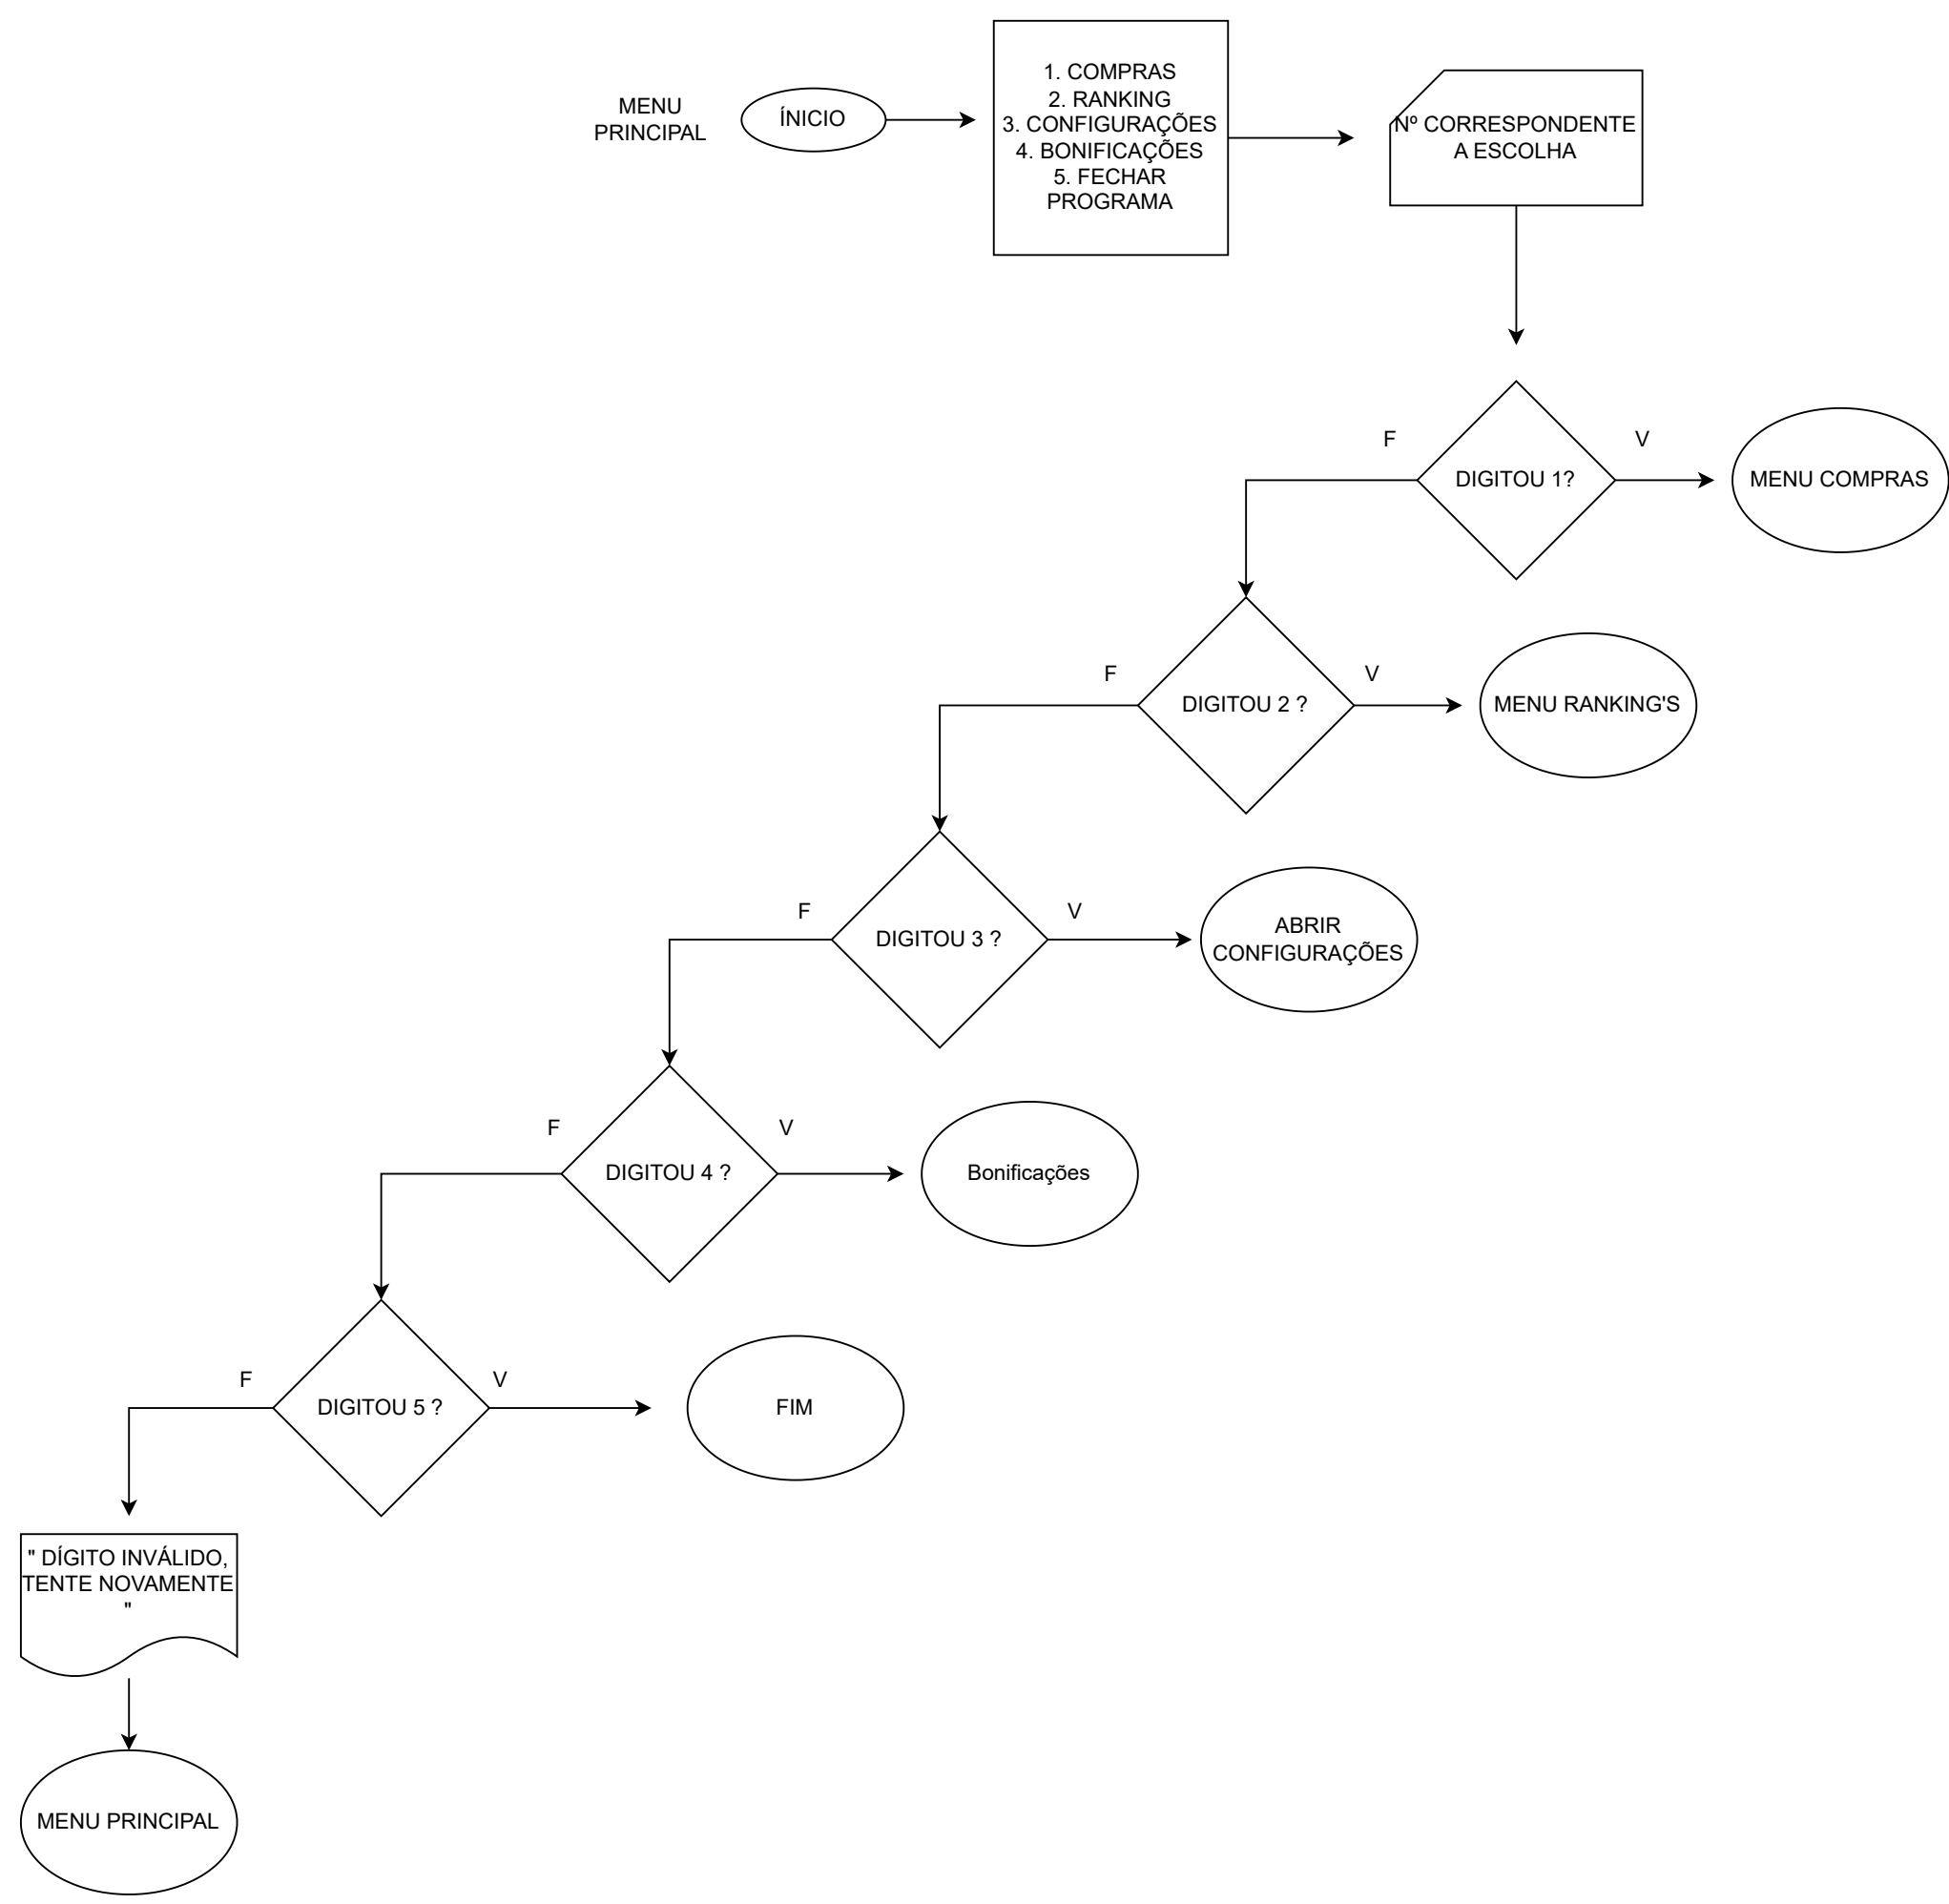 MENU
PRINCIPAL
ÍNICIO
1. COMPRAS
2. RANKING
3. CONFIGURAÇÕES
4. BONIFICAÇÕES
5. FECHAR
PROGRAMA
Nº CORRESPONDENTE
A ESCOLHA
F
V
DIGITOU 1?
MENU COMPRAS
F
V
DIGITOU 2 ?
MENU RANKING'S
F
V
DIGITOU 3 ?
ABRIR
CONFIGURAÇÕES
F
V
DIGITOU 4 ?
Bonificações
F
V
DIGITOU 5 ?
FIM
" DÍGITO INVÁLIDO,
TENTE NOVAMENTE
"
MENU PRINCIPAL